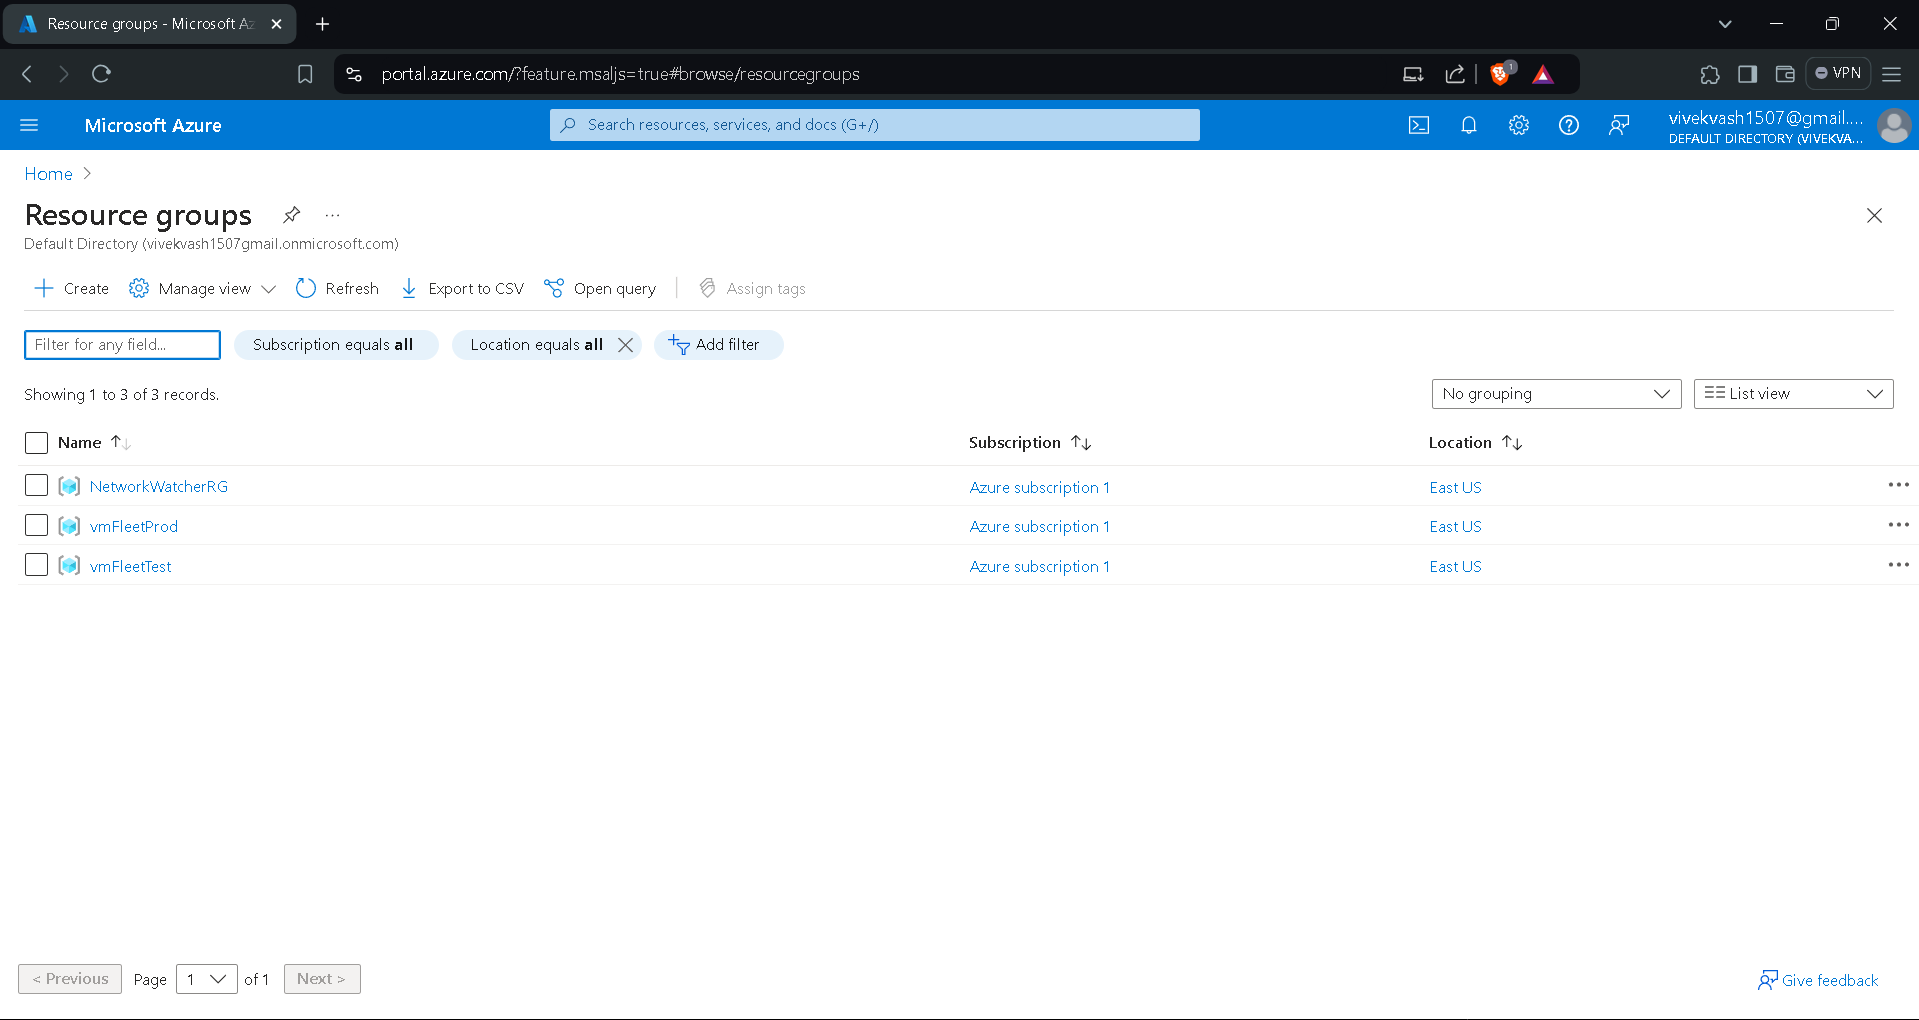 Resource groups - Microsoft Az
portal.azure.com/?feature.msaljs=true#browse/resourcegroups
1
VPN
Microsoft Azure
Search resources, services, and docs (G+/)
vivekvash1507@gmail....
DEFAULT DIRECTORY (VIVEKVA...
Home
Resource groups
Default Directory (vivekvash1507gmail.onmicrosoft.com)
Create Manage view Refresh Export to CSV Open query Assign tags
Filter for any field... Subscription equals all Location equals all Add filter
Showing 1 to 3 of 3 records. No grouping List view
Name Subscription Location
NetworkWatcherRG Azure subscription 1 East US
vmFleetProd Azure subscription 1 East US
vmFleetTest Azure subscription 1 East US
< Previous Page 1 of 1 Next > Give feedback